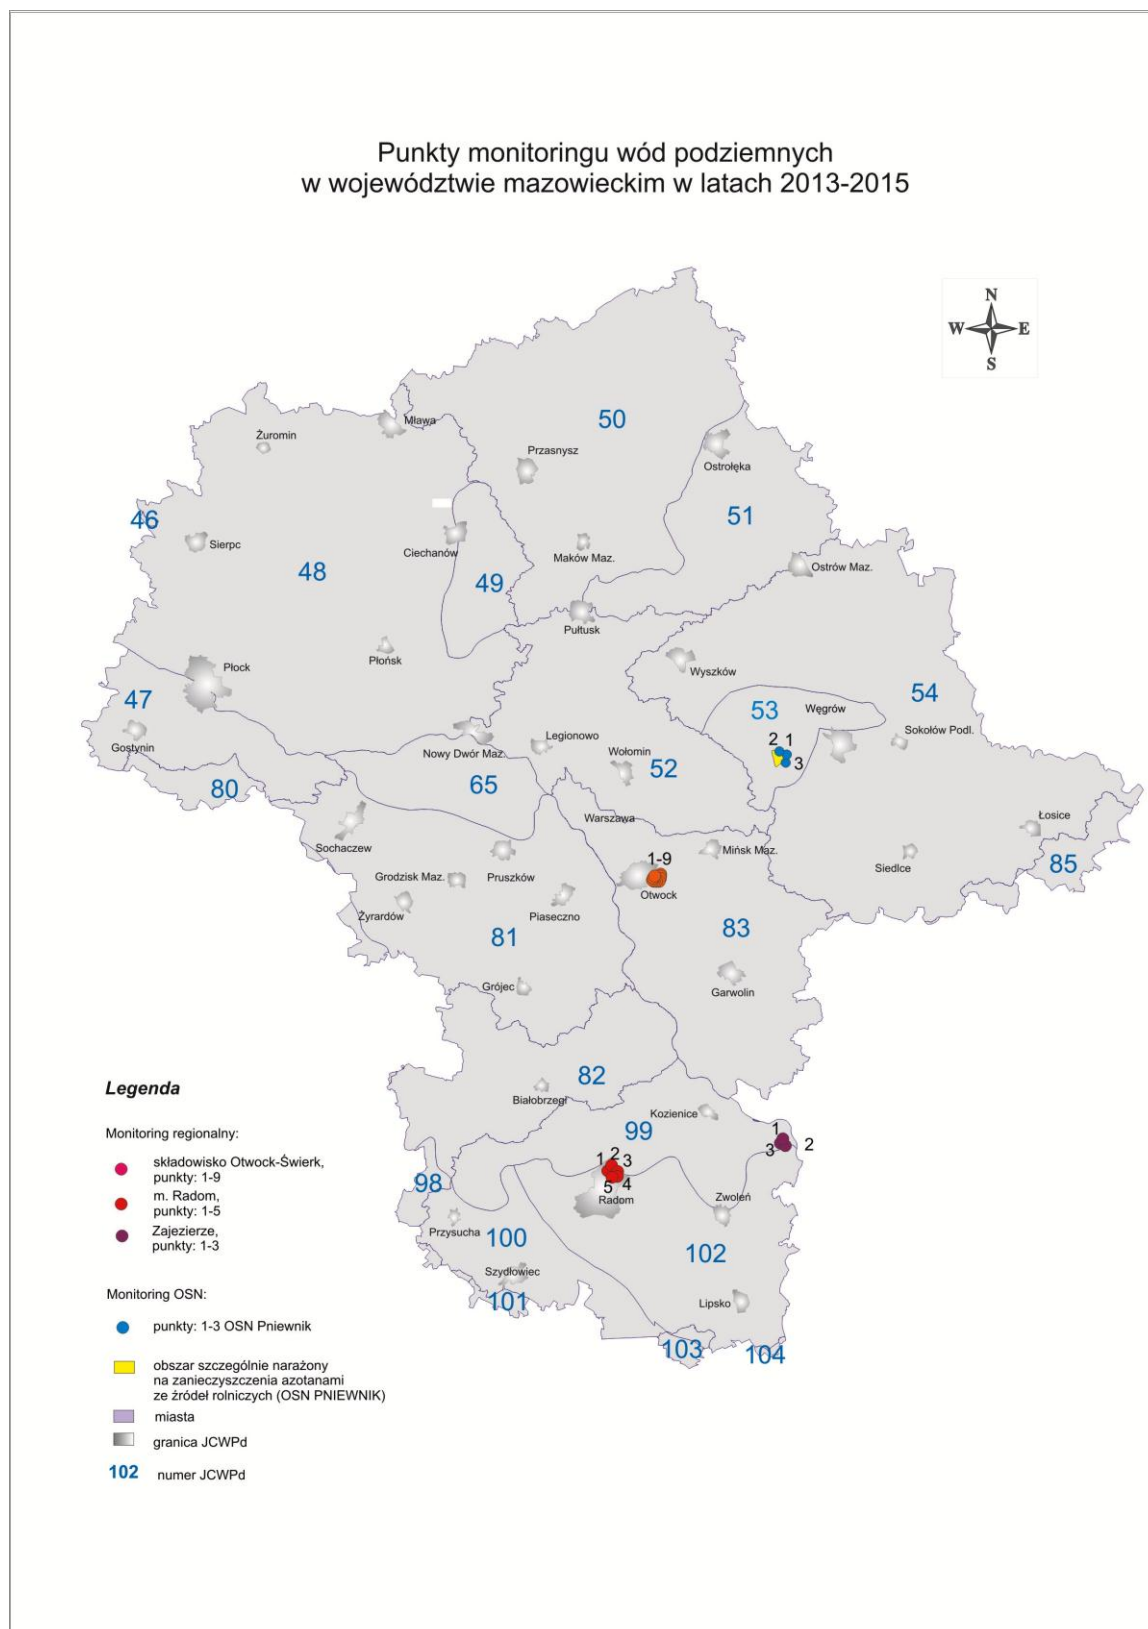 Punkty monitoringu wód podziemnych
w województwie mazowieckim w latach 2013-2015
N
W
E
S
50
Mława
Żuromin
Przasnysz
Ostrołęka
51
46
Sierpc
Ciechanów
Maków Maz.
Ostrów Maz.
48
49
Pułtusk
Płońsk
Płock
Wyszków
47
53
Węgrów
54
Gostynin
Nowy Dwór Maz.
Legionowo
Wołomin
52
2
1
3
Sokołów Podl.
80
65
Warszawa
Łosice
Sochaczew
Mińsk Maz.
1-9
Siedlce
85
Grodzisk Maz.
Pruszków
Otwock
Żyrardów
Piaseczno
81
83
Grójec
Garwolin
82
Białobrzegi
Kozienice
99
1
3
2
1
2
3
5
4
Radom
98
Zwoleń
Przysucha
100
102
Szydłowiec
101
Lipsko
103
104
Legenda
Monitoring regionalny:
składowisko Otwock-Świerk,
punkty: 1-9
m. Radom,
punkty: 1-5
Zajezierze,
punkty: 1-3
Monitoring OSN:
punkty: 1-3 OSN Pniewnik
obszar szczególnie narażony
na zanieczyszczenia azotanami
ze źródeł rolniczych (OSN PNIEWNIK)
miasta
granica JCWPd
102 numer JCWPd